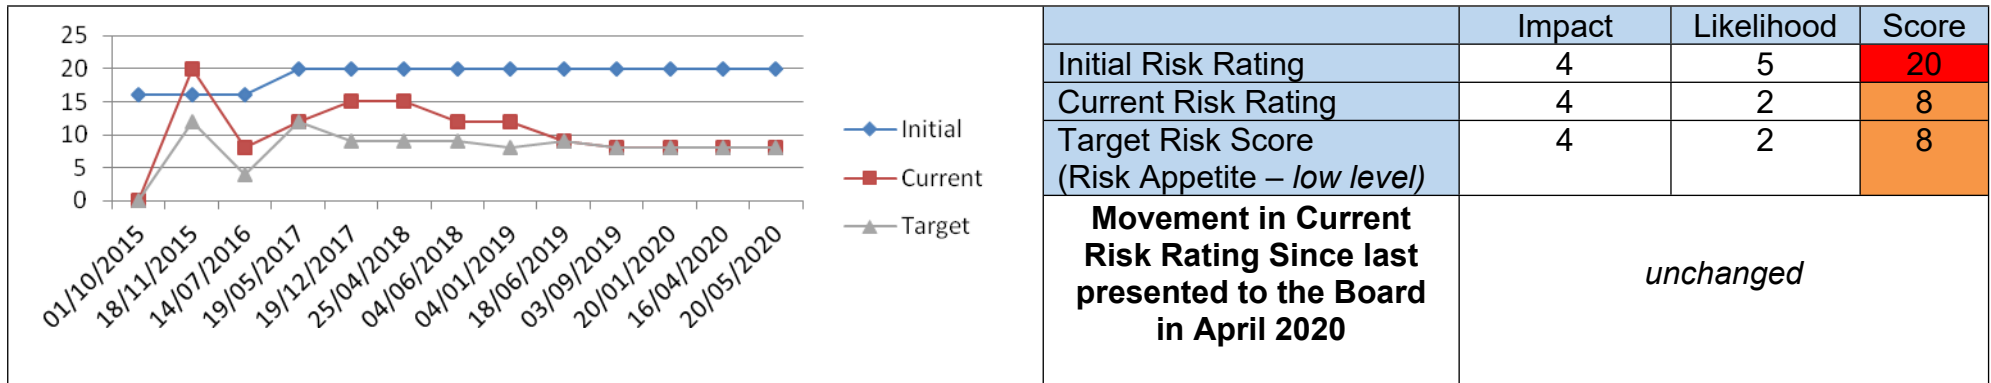 25
20
15
10
5
0
01/10/2015
18/11/2015
14/07/2016
19/05/2017
19/12/2017
25/04/2018
04/06/2018
04/01/2019
18/06/2019
03/09/2019
20/01/2020
16/04/2020
20/05/2020
Initial
Current
Target
Impact Likelihood Score
Initial Risk Rating 4 5 20
Current Risk Rating 4 2 8
Target Risk Score 4 2 8
(Risk Appetite – low level)
Movement in Current
Risk Rating Since last
presented to the Board
in April 2020
unchanged